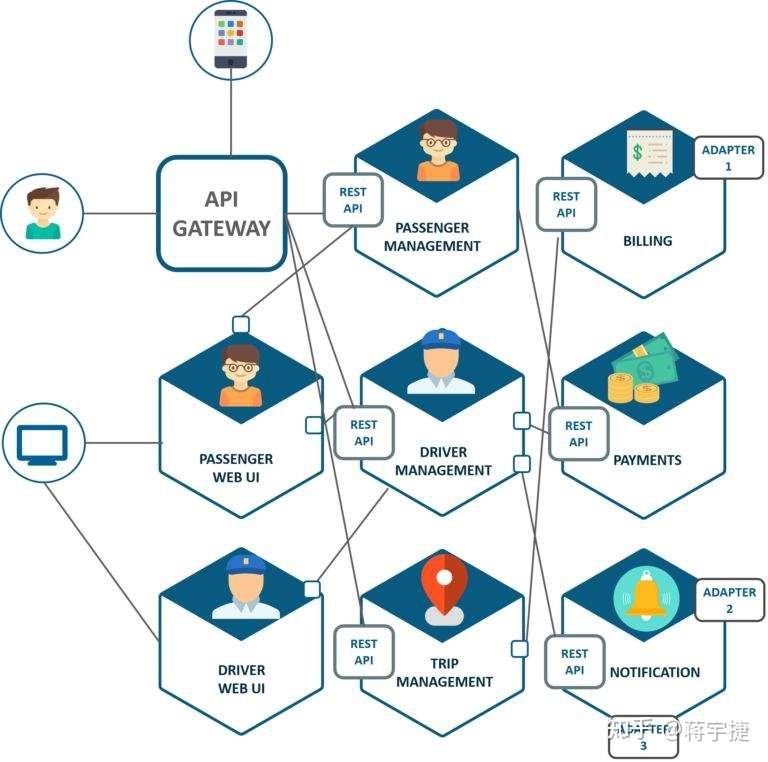 API
GATEWAY
REST
API
PASSENGER
MANAGEMENT
REST
API
BILLING
ADAPTER
1
PASSENGER
WEB UI
REST
API
DRIVER
MANAGEMENT
REST
API
PAYMENTS
DRIVER
WEB UI
REST
API
TRIP
MANAGEMENT
REST
API
NOTIFICATION
ADAPTER
2
ADAPTER
3
知乎 @蒋宇捷